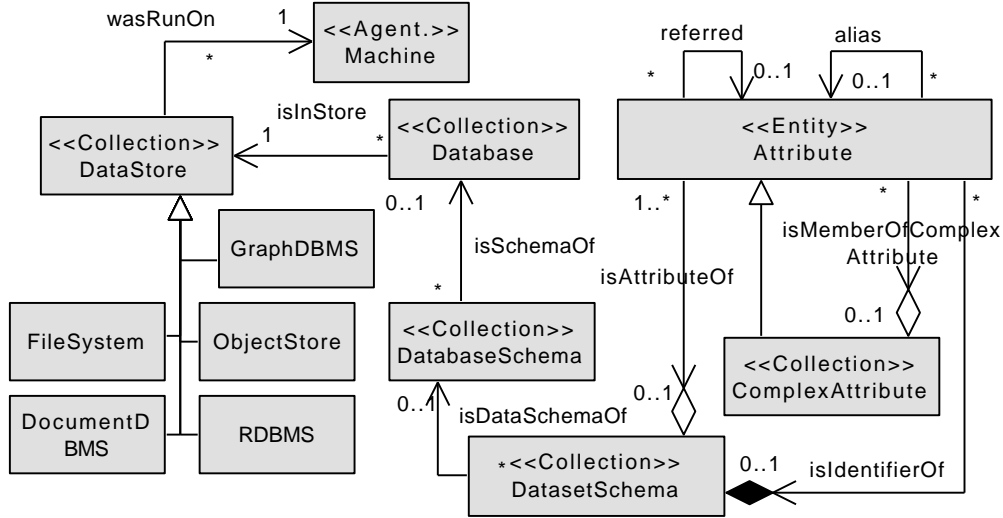 wasRunOn
1
*
<<Agent.>>
Machine
referred
alias
*
0..1
0..1
*
<<Collection>>
DataStore
isInStore
1
*
<<Collection>>
Database
<<Entity>>
Attribute
0..1
1..*
*
*
GraphDBMS
isSchemaOf
isMemberOfComplex
Attribute
isAttributeOf
*
0..1
FileSystem
ObjectStore
<<Collection>>
DatabaseSchema
<<Collection>>
ComplexAttribute
0..1
isDataSchemaOf
0..1
DocumentD
BMS
RDBMS
*<<Collection>>
DatasetSchema
0..1
isIdentifierOf